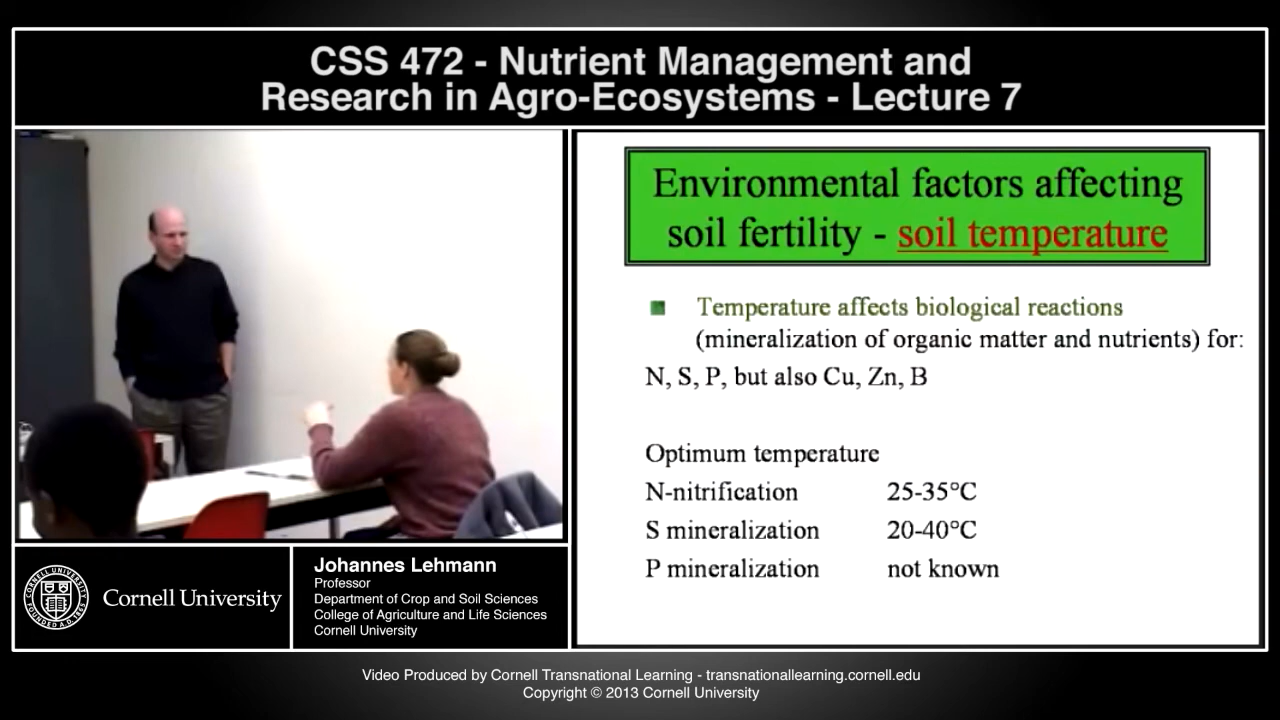 CSS 472 - Nutrient Management and
Research in Agro-Ecosystems - Lecture 7
Environmental factors affecting
soil fertility - soil temperature
Temperature affects biological reactions
(mineralization of organic matter and nutrients) for:
N, S, P, but also Cu, Zn, B
Optimum temperature
N-nitrification 25-35°C
S mineralization 20-40°C
P mineralization not known
Cornell University
Johannes Lehmann
Professor
Department of Crop and Soil Sciences
College of Agriculture and Life Sciences
Cornell University
Video Produced by Cornell Transnational Learning - transnationallearning.cornell.edu
Copyright © 2013 Cornell University